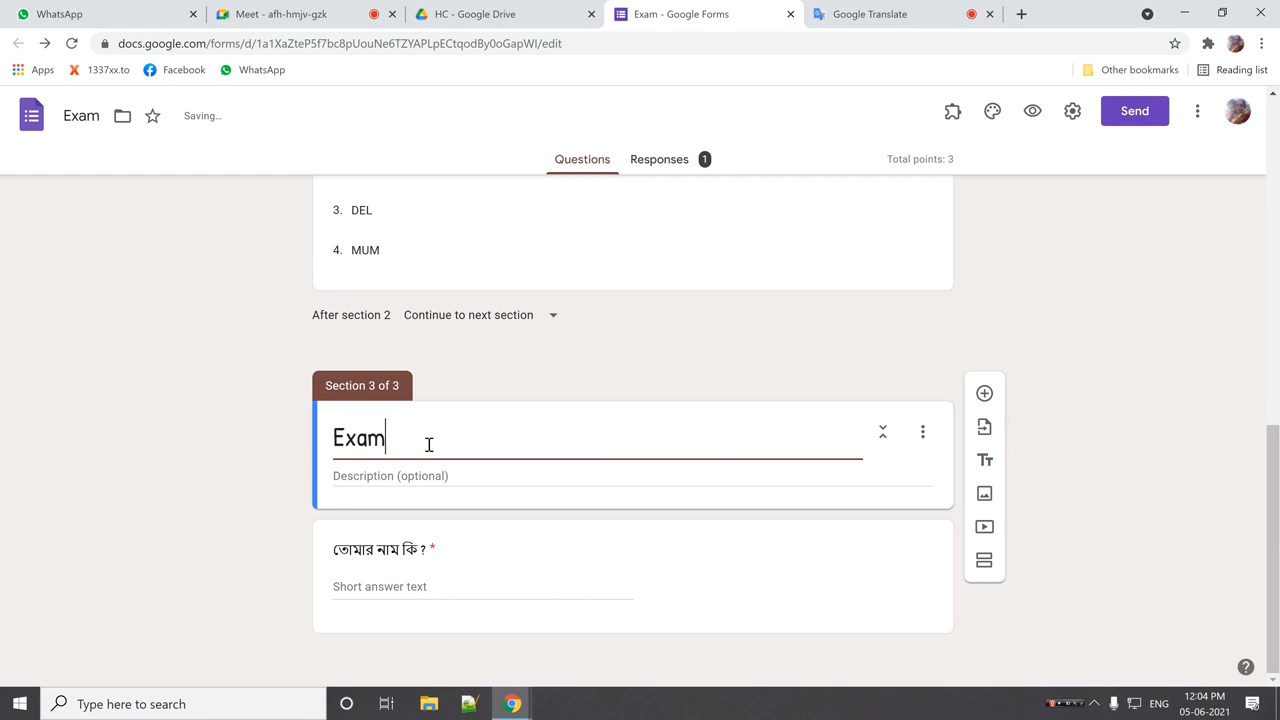 WhatsApp
Meet - afh-hmjv-gzk
HC - Google Drive
Exam - Google Forms
Google Translate
docs.google.com/forms/d/1a1XaZteP5f7bc8pUouNe6TZYAPLpECtqodBy0oGapWI/edit
Apps
1337xx.to
Facebook
WhatsApp
Other bookmarks
Reading list
Exam
Saving...
Send
Questions
Responses 1
Total points: 3
3. DEL
4. MUM
After section 2 Continue to next section
Section 3 of 3
Exam
Description (optional)
তোমার নাম কি ? *
Short answer text
Type here to search
ENG
12:04 PM
05-06-2021